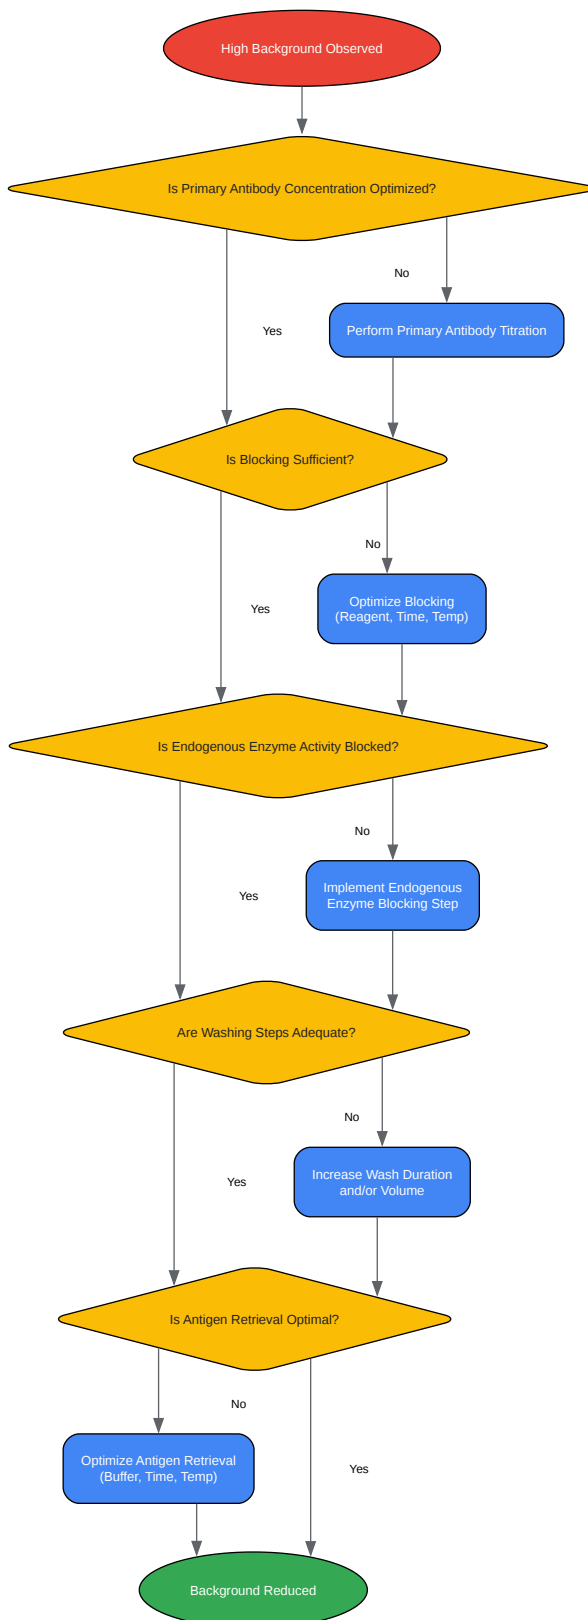 High Background Observed
Is Primary Antibody Concentration Optimized?
No
Yes
Perform Primary Antibody Titration
Is Blocking Sufficient?
No
Optimize Blocking
(Reagent, Time, Temp)
Yes
Is Endogenous Enzyme Activity Blocked?
No
Implement Endogenous
Enzyme Blocking Step
Yes
Are Washing Steps Adequate?
No
Increase Wash Duration
and/or Volume
Yes
Is Antigen Retrieval Optimal?
No
Optimize Antigen Retrieval
(Buffer, Time, Temp)
Yes
Background Reduced